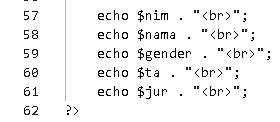 57 echo $nim . "<br>";
58 echo $nama . "<br>";
59 echo $gender . "<br>";
60 echo $ta . "<br>";
61 echo $jur . "<br>";
62 ?>